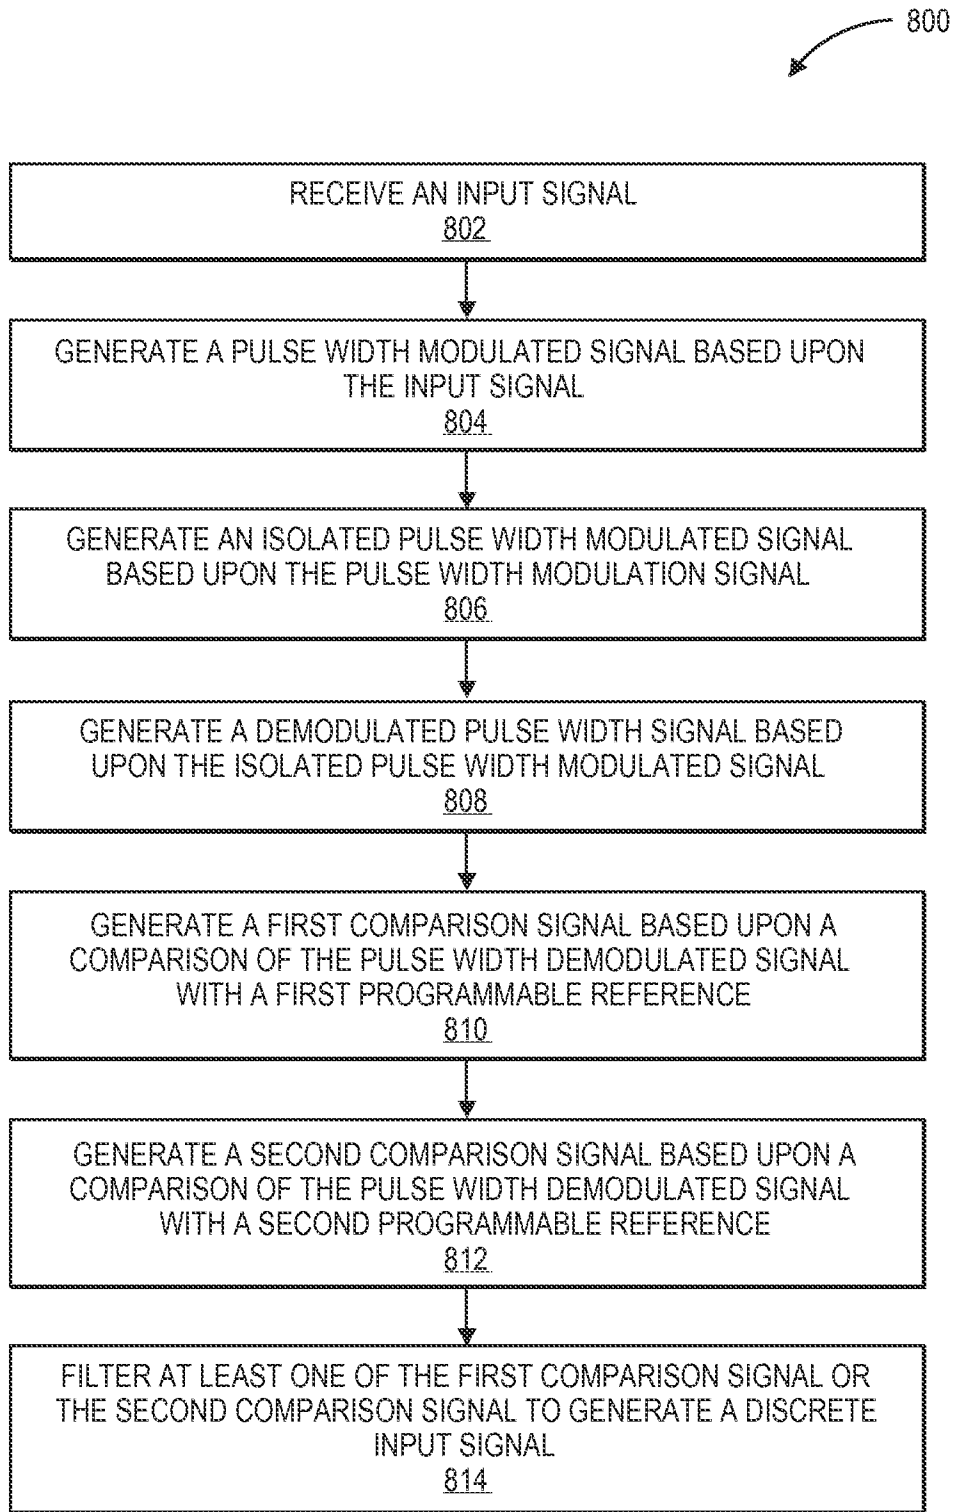 800
RECEIVE AN INPUT SIGNAL
802
GENERATE A PULSE WIDTH MODULATED SIGNAL BASED UPON
THE INPUT SIGNAL
804
GENERATE AN ISOLATED PULSE WIDTH MODULATED SIGNAL
BASED UPON THE PULSE WIDTH MODULATION SIGNAL
806
GENERATE A DEMODULATED PULSE WIDTH SIGNAL BASED
UPON THE ISOLATED PULSE WIDTH MODULATED SIGNAL
808
GENERATE A FIRST COMPARISON SIGNAL BASED UPON A
COMPARISON OF THE PULSE WIDTH DEMODULATED SIGNAL
WITH A FIRST PROGRAMMABLE REFERENCE
810
GENERATE A SECOND COMPARISON SIGNAL BASED UPON A
COMPARISON OF THE PULSE WIDTH DEMODULATED SIGNAL
WITH A SECOND PROGRAMMABLE REFERENCE
812
FILTER AT LEAST ONE OF THE FIRST COMPARISON SIGNAL OR
THE SECOND COMPARISON SIGNAL TO GENERATE A DISCRETE
INPUT SIGNAL
814